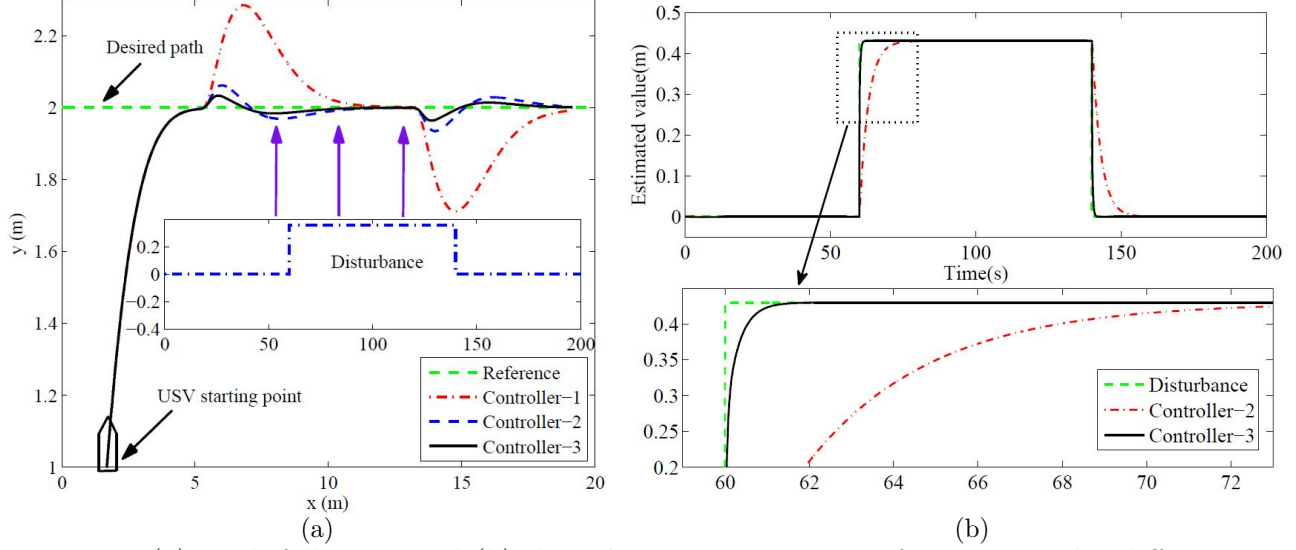 2.2
2
1.8
1.6
1.4
1.2
1
y (m)
Desired path
0.2
0
−0.2
−0.4
Disturbance
0 50 100 150 200
Reference
Controller−1
Controller−2
Controller−3
USV starting point
0 5 10 15 20
x (m)
(a)
0.5
0.4
0.3
0.2
0.1
0
Estimated value(m)
0 50 100 150 200
Time(s)
0.4
0.35
0.3
0.25
0.2
Disturbance
Controller−2
Controller−3
60 62 64 66 68 70 72
(b)